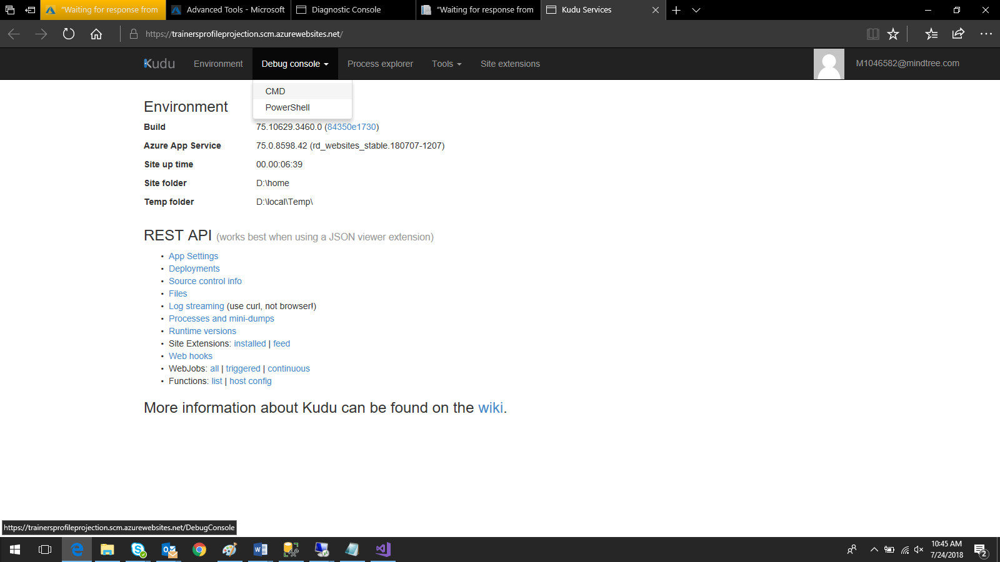 "Waiting for response from
Advanced Tools - Microsoft
Diagnostic Console
"Waiting for response from
Kudu Services
https://trainersprofileprojection.scm.azurewebsites.net/
Kudu
Environment
Debug console
Process explorer
Tools
Site extensions
M1046582@mindtree.com
CMD
PowerShell
Environment
Build 75.10629.3460.0 (84350e1730)
Azure App Service 75.0.8598.42 (rd_websites_stable.180707-1207)
Site up time 00.00:06:39
Site folder D:\home
Temp folder D:\local\Temp\
REST API (works best when using a JSON viewer extension)
• App Settings
• Deployments
• Source control info
• Files
• Log streaming (use curl, not browser!)
• Processes and mini-dumps
• Runtime versions
• Site Extensions: installed | feed
• Web hooks
• WebJobs: all | triggered | continuous
• Functions: list | host config
More information about Kudu can be found on the wiki.
https://trainersprofileprojection.scm.azurewebsites.net/DebugConsole
10:45 AM
7/24/2018
2